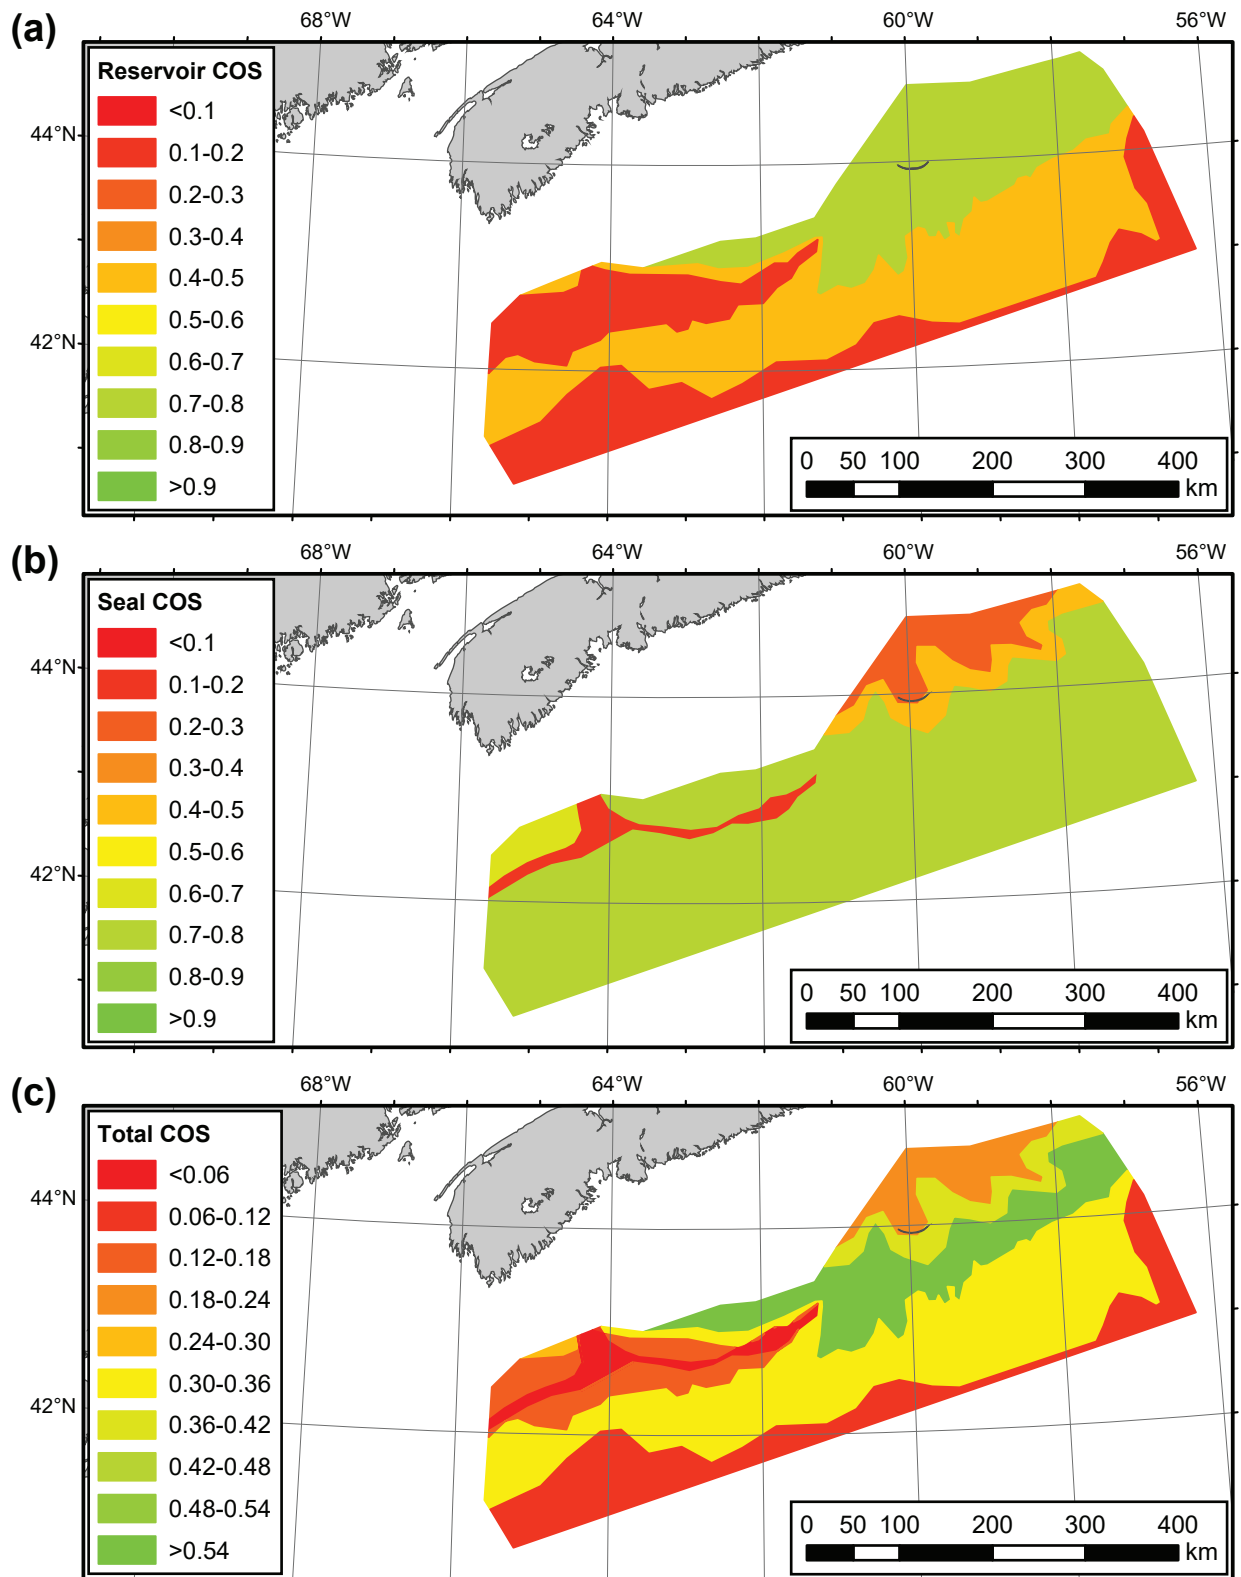 (a)
68°W 64°W 60°W 56°W
Reservoir COS
<0.1
0.1-0.2
0.2-0.3
0.3-0.4
0.4-0.5
0.5-0.6
0.6-0.7
0.7-0.8
0.8-0.9
>0.9
44°N
42°N
0 50 100 200 300 400
km
(b)
68°W 64°W 60°W 56°W
Seal COS
<0.1
0.1-0.2
0.2-0.3
0.3-0.4
0.4-0.5
0.5-0.6
0.6-0.7
0.7-0.8
0.8-0.9
>0.9
44°N
42°N
0 50 100 200 300 400
km
(c)
68°W 64°W 60°W 56°W
Total COS
<0.06
0.06-0.12
0.12-0.18
0.18-0.24
0.24-0.30
0.30-0.36
0.36-0.42
0.42-0.48
0.48-0.54
>0.54
44°N
42°N
0 50 100 200 300 400
km